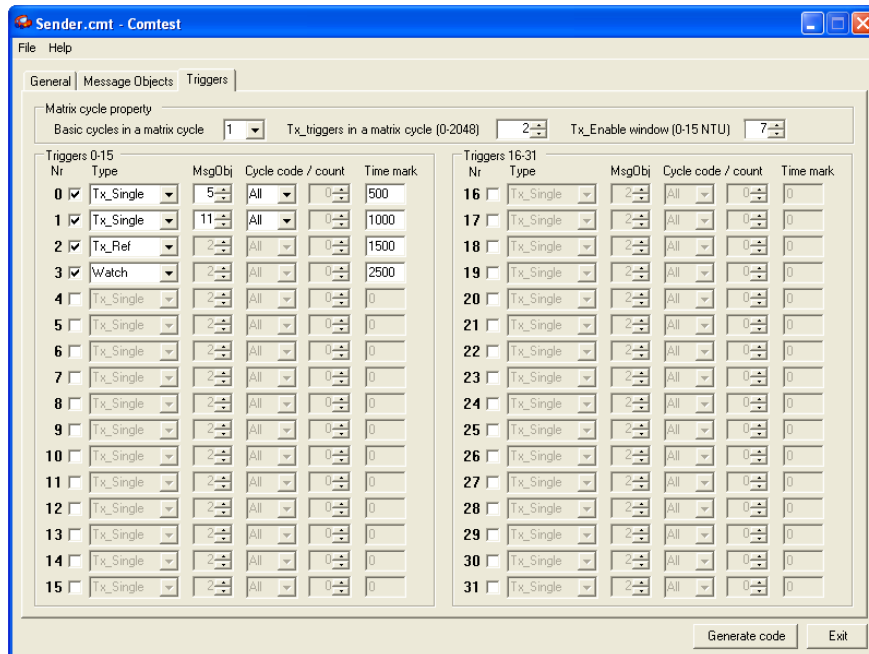 Sender.cmt - Comtest
File Help
General Message Objects Triggers
Matrix cycle property
Basic cycles in a matrix cycle 1 Tx_triggers in a matrix cycle (0-2048) 2 Tx_Enable window (0-15 NTU) 7
Triggers 0-15
Nr Type MsgObj Cycle code / count Time mark
0 Tx_Single 5 All 0 500
1 Tx_Single 11 All 0 1000
2 Tx_Ref 2 All 0 1500
3 Watch 2 All 0 2500
4 Tx_Single 2 All 0 0
5 Tx_Single 2 All 0 0
6 Tx_Single 2 All 0 0
7 Tx_Single 2 All 0 0
8 Tx_Single 2 All 0 0
9 Tx_Single 2 All 0 0
10 Tx_Single 2 All 0 0
11 Tx_Single 2 All 0 0
12 Tx_Single 2 All 0 0
13 Tx_Single 2 All 0 0
14 Tx_Single 2 All 0 0
15 Tx_Single 2 All 0 0
Triggers 16-31
Nr Type MsgObj Cycle code / count Time mark
16 Tx_Single 2 All 0 0
17 Tx_Single 2 All 0 0
18 Tx_Single 2 All 0 0
19 Tx_Single 2 All 0 0
20 Tx_Single 2 All 0 0
21 Tx_Single 2 All 0 0
22 Tx_Single 2 All 0 0
23 Tx_Single 2 All 0 0
24 Tx_Single 2 All 0 0
25 Tx_Single 2 All 0 0
26 Tx_Single 2 All 0 0
27 Tx_Single 2 All 0 0
28 Tx_Single 2 All 0 0
29 Tx_Single 2 All 0 0
30 Tx_Single 2 All 0 0
31 Tx_Single 2 All 0 0
Generate code Exit